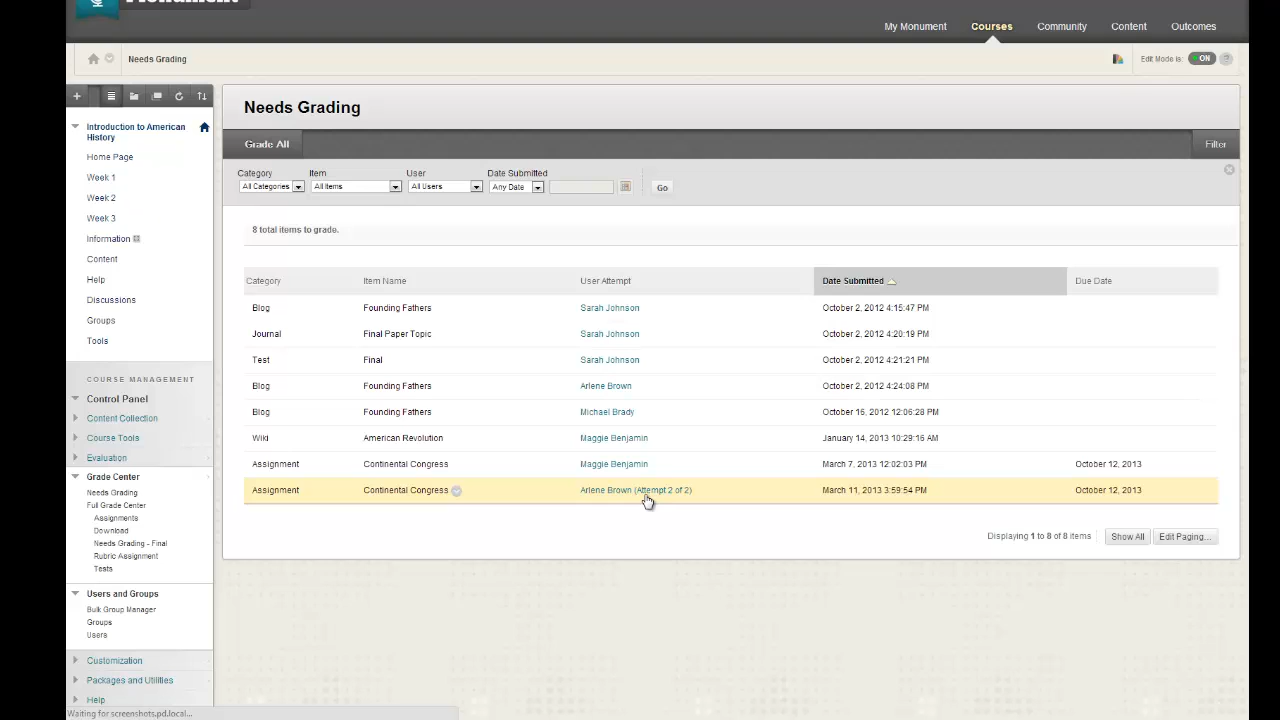 My Monument Courses Community Content Outcomes
Needs Grading
Edit Mode is: ON ?
Introduction to American
History
Home Page
Week 1
Week 2
Week 3
Information
Content
Help
Discussions
Groups
Tools
COURSE MANAGEMENT
Control Panel
Content Collection
Course Tools
Evaluation
Grade Center
Needs Grading
Full Grade Center
Assignments
Download
Needs Grading - Final
Rubric Assignment
Tests
Users and Groups
Bulk Group Manager
Groups
Users
Customization
Packages and Utilities
Help
Waiting for screenshots.pd.local...
Needs Grading
Grade All Filter
Category Item User Date Submitted
All Categories All Items All Users Any Date Go
8 total items to grade.
Category Item Name User Attempt Date Submitted Due Date
Blog Founding Fathers Sarah Johnson October 2, 2012 4:15:47 PM
Journal Final Paper Topic Sarah Johnson October 2, 2012 4:20:19 PM
Test Final Sarah Johnson October 2, 2012 4:21:21 PM
Blog Founding Fathers Arlene Brown October 2, 2012 4:24:08 PM
Blog Founding Fathers Michael Brady October 16, 2012 12:06:28 PM
Wiki American Revolution Maggie Benjamin January 14, 2013 10:29:16 AM
Assignment Continental Congress Maggie Benjamin March 7, 2013 12:02:03 PM October 12, 2013
Assignment Continental Congress Arlene Brown (Attempt 2 of 2) March 11, 2013 3:59:54 PM October 12, 2013
Displaying 1 to 8 of 8 items Show All Edit Paging...